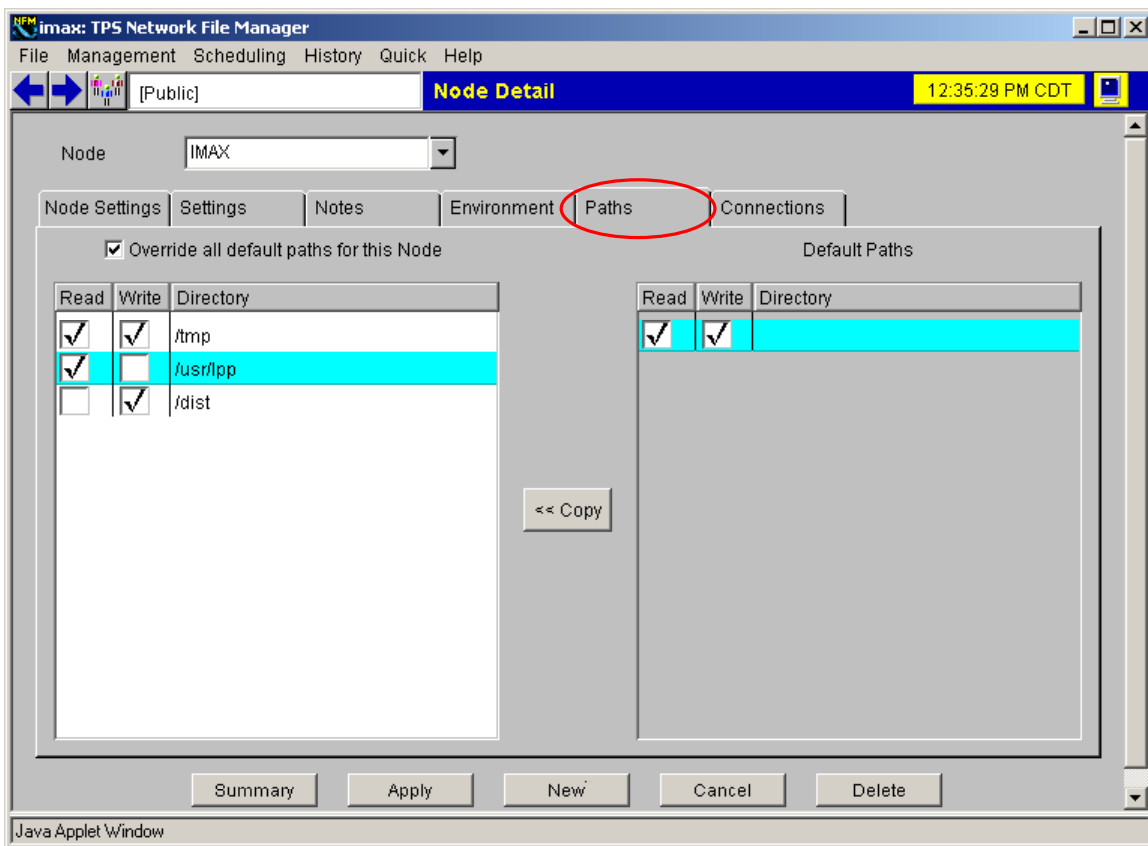 NFM imax: TPS Network File Manager
File Management Scheduling History Quick Help
[Public] Node Detail 12:35:29 PM CDT
Node IMAX
Node Settings Settings Notes Environment Paths Connections
Override all default paths for this Node Default Paths
Read Write Directory Read Write Directory
/tmp
/usr/lpp
/dist
<< Copy
Summary Apply New Cancel Delete
Java Applet Window